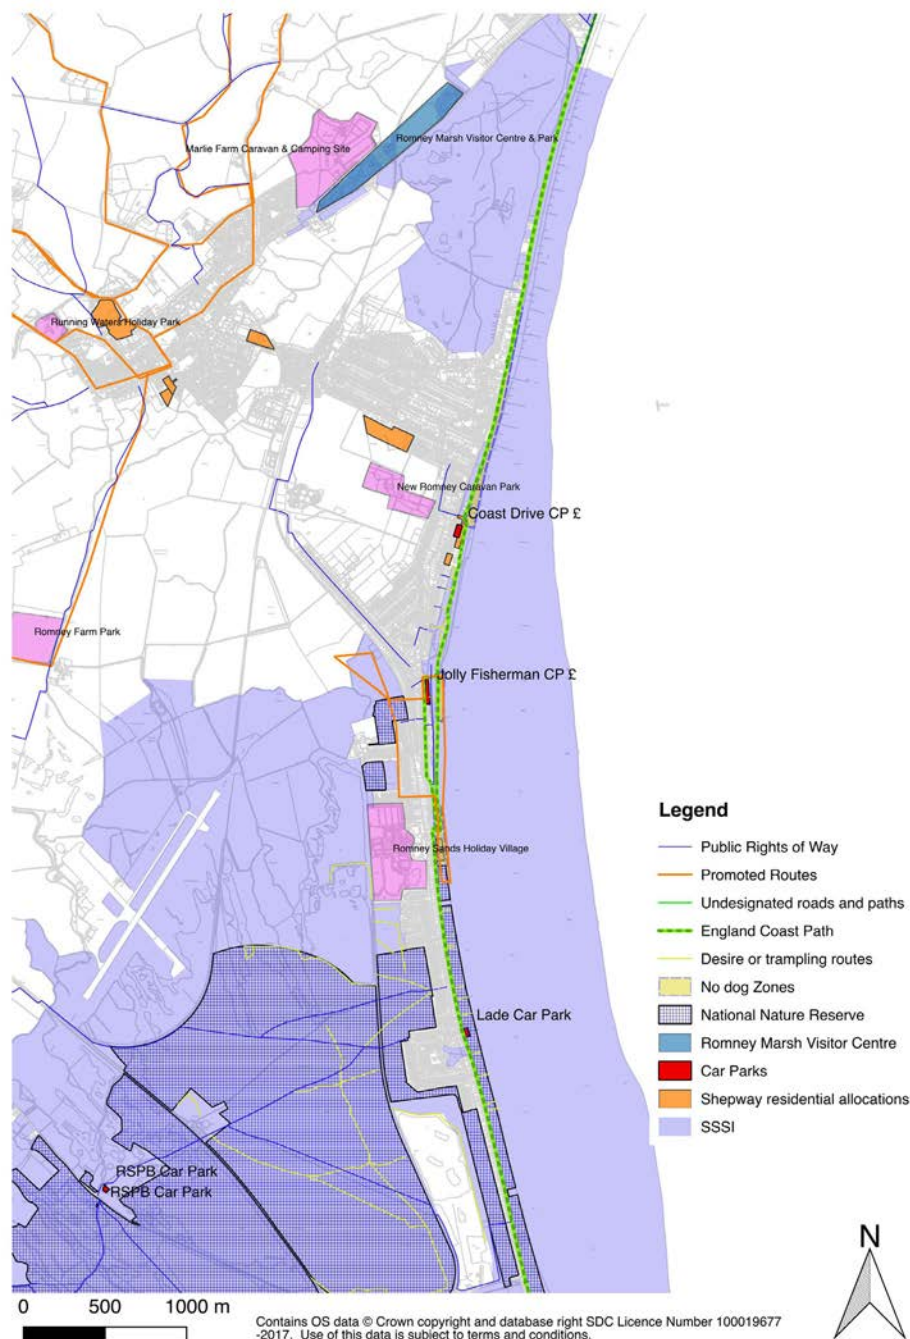 Romney Marsh Visitor Centre & Park
Marlie Farm Caravan & Camping Site
Running Waters Holiday Park
New Romney Caravan Park
Coast Drive CP £
Romney Farm Park
Jolly Fisherman CP £
Romney Sands Holiday Village
Lade Car Park
RSPB Car Park
RSPB Car Park
Legend
Public Rights of Way
Promoted Routes
Undesignated roads and paths
England Coast Path
Desire or trampling routes
No dog Zones
National Nature Reserve
Romney Marsh Visitor Centre
Car Parks
Shepway residential allocations
SSSI
N
0 500 1000 m
Contains OS data © Crown copyright and database right SDC Licence Number 100019677
-2017. Use of this data is subject to terms and conditions.